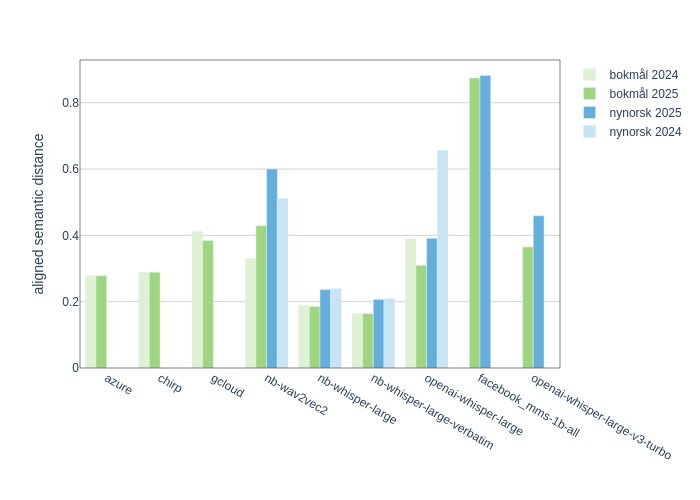 aligned semantic distance
0.8
0.6
0.4
0.2
0
azure
chirp
gcloud
nb-wav2vec2
nb-whisper-large
nb-whisper-large-verbatim
openai-whisper-large
facebook_mms-1b-all
openai-whisper-large-v3-turbo
bokmål 2024
bokmål 2025
nynorsk 2025
nynorsk 2024